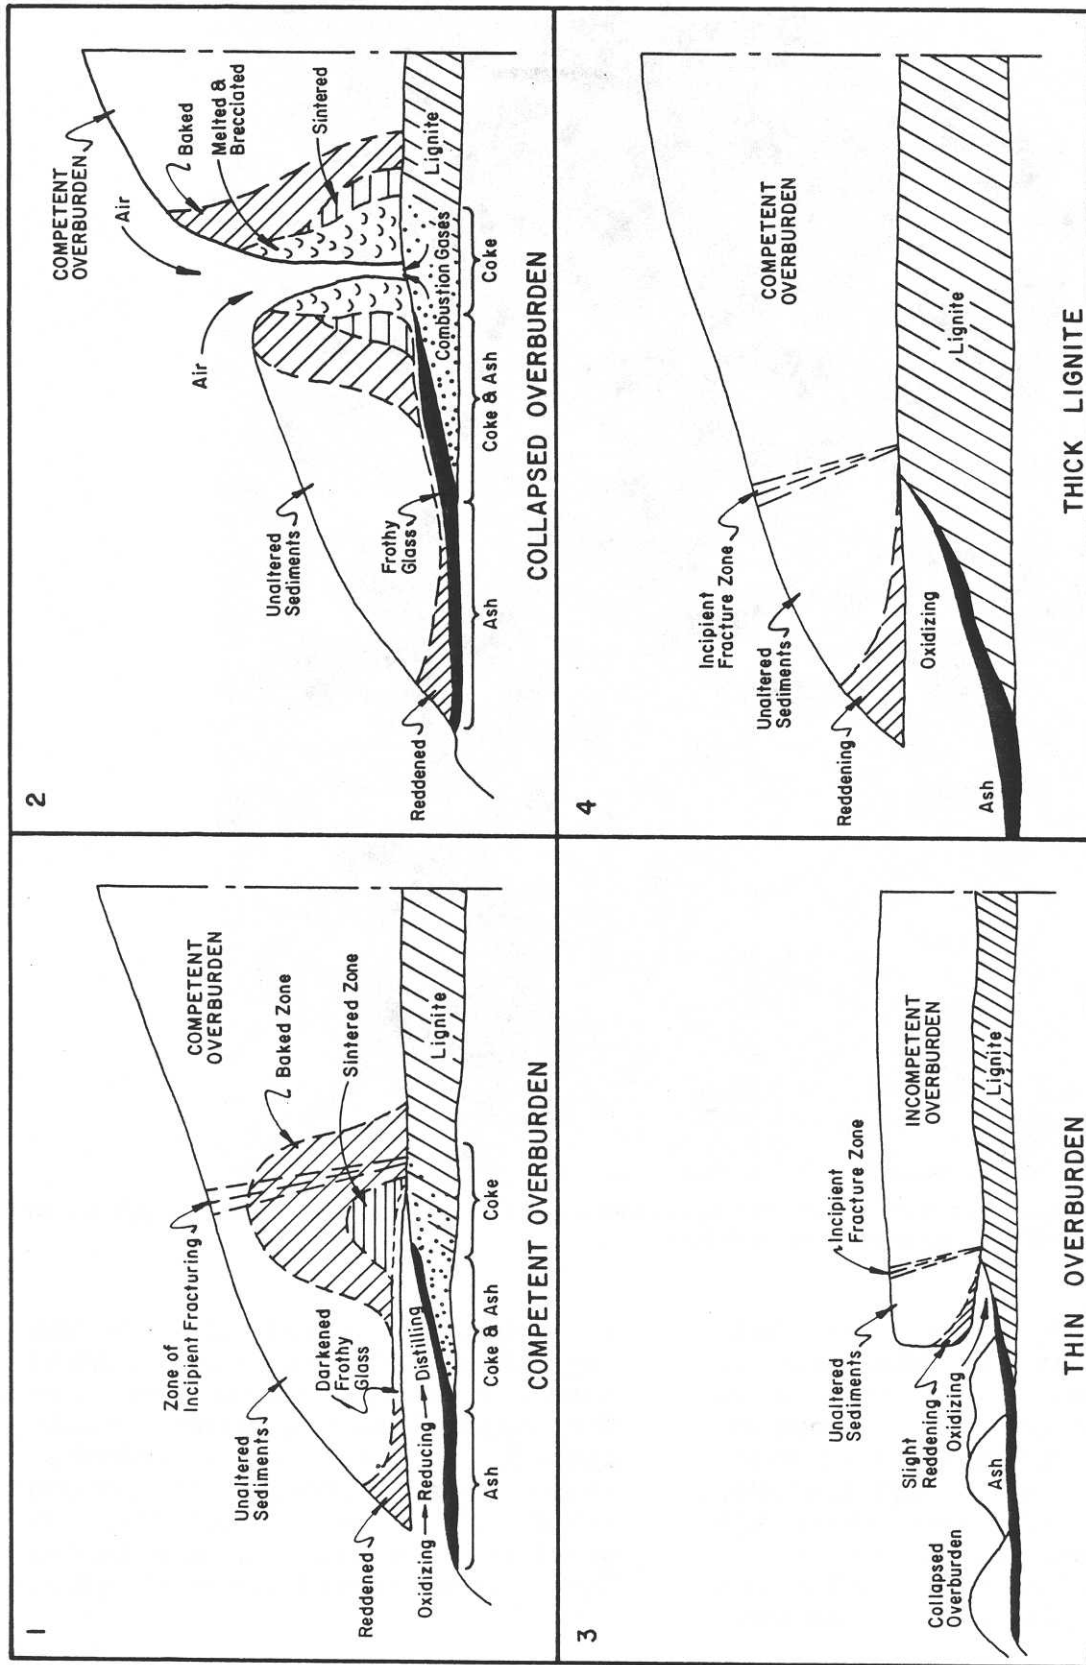 1
Zone of
Incipient Fracturing
Unaltered
Sediments
Reddened
Darkened
Frothy
Glass
COMPETENT
OVERBURDEN
Baked Zone
Sintered Zone
Lignite
Oxidizing
Reducing
Distilling
Ash
Coke & Ash
Coke
COMPETENT OVERBURDEN
2
COMPETENT
OVERBURDEN
Air
Air
Baked
Melted &
Brecciated
Sintered
Unaltered
Sediments
Reddened
Frothy
Glass
Combustion Gases
Lignite
Ash
Coke & Ash
Coke
COLLAPSED OVERBURDEN
3
Incipient
Fracture Zone
Unaltered
Sediments
Slight
Reddening
Oxidizing
INCOMPETENT
OVERBURDEN
Lignite
Collapsed
Overburden
Ash
THIN OVERBURDEN
4
Incipient
Fracture Zone
Unaltered
Sediments
Reddening
COMPETENT
OVERBURDEN
Oxidizing
Lignite
Ash
THICK LIGNITE